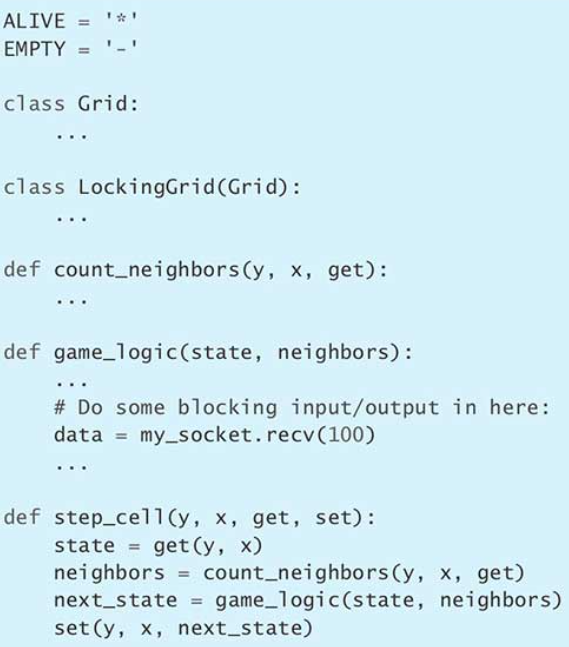 ALIVE = '*'
EMPTY = '-'
class Grid:
    ...
class LockingGrid(Grid):
    ...
def count_neighbors(y, x, get):
    ...
def game_logic(state, neighbors):
    ...
    # Do some blocking input/output in here:
    data = my_socket.recv(100)
    ...
def step_cell(y, x, get, set):
    state = get(y, x)
    neighbors = count_neighbors(y, x, get)
    next_state = game_logic(state, neighbors)
    set(y, x, next_state)